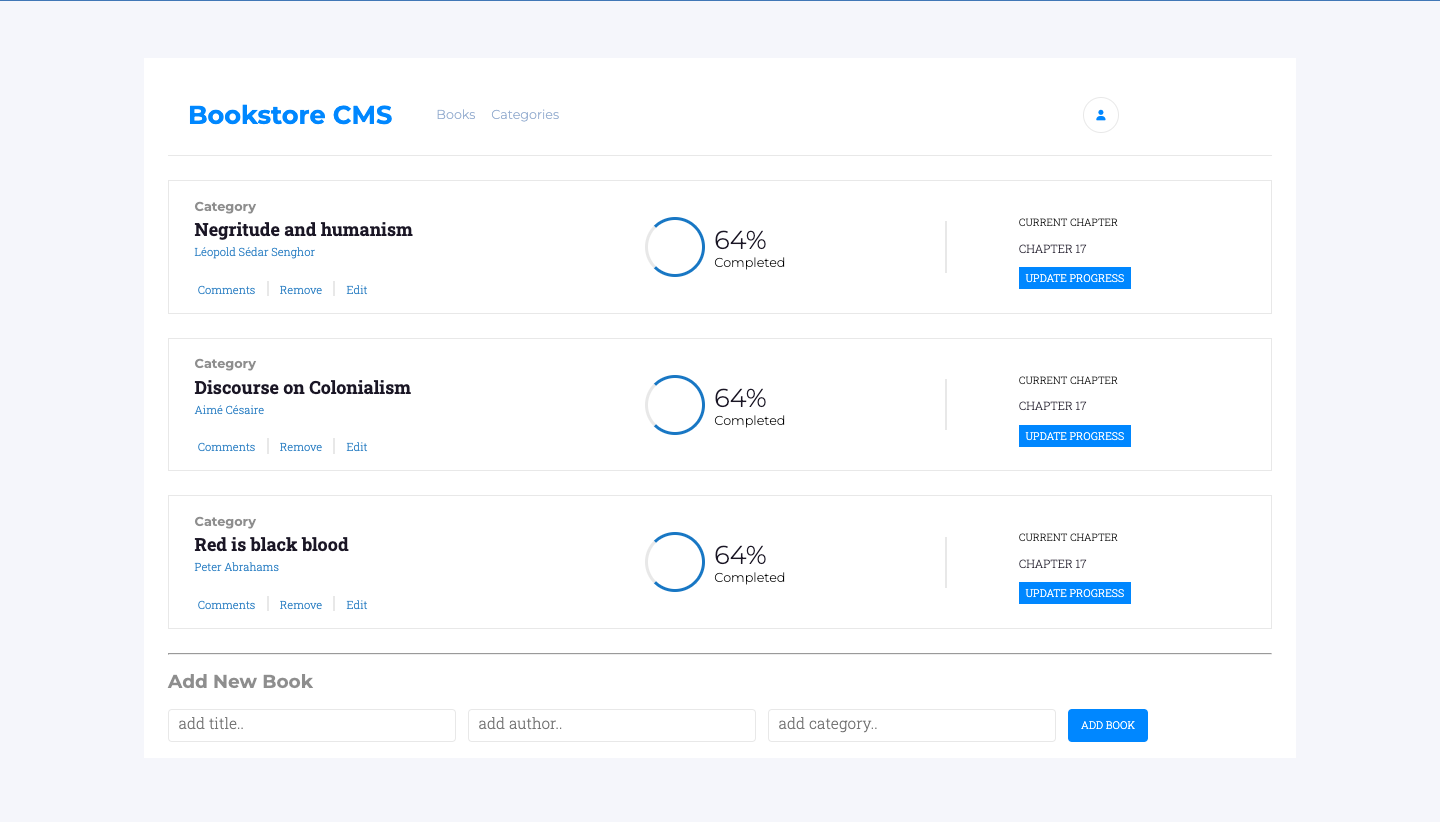 Bookstore CMS Books Categories
Category
Negritude and humanism
Léopold Sédar Senghor
Comments Remove Edit
64%
Completed
CURRENT CHAPTER
CHAPTER 17
UPDATE PROGRESS
Category
Discourse on Colonialism
Aimé Césaire
Comments Remove Edit
64%
Completed
CURRENT CHAPTER
CHAPTER 17
UPDATE PROGRESS
Category
Red is black blood
Peter Abrahams
Comments Remove Edit
64%
Completed
CURRENT CHAPTER
CHAPTER 17
UPDATE PROGRESS
Add New Book
add title.. add author.. add category.. ADD BOOK